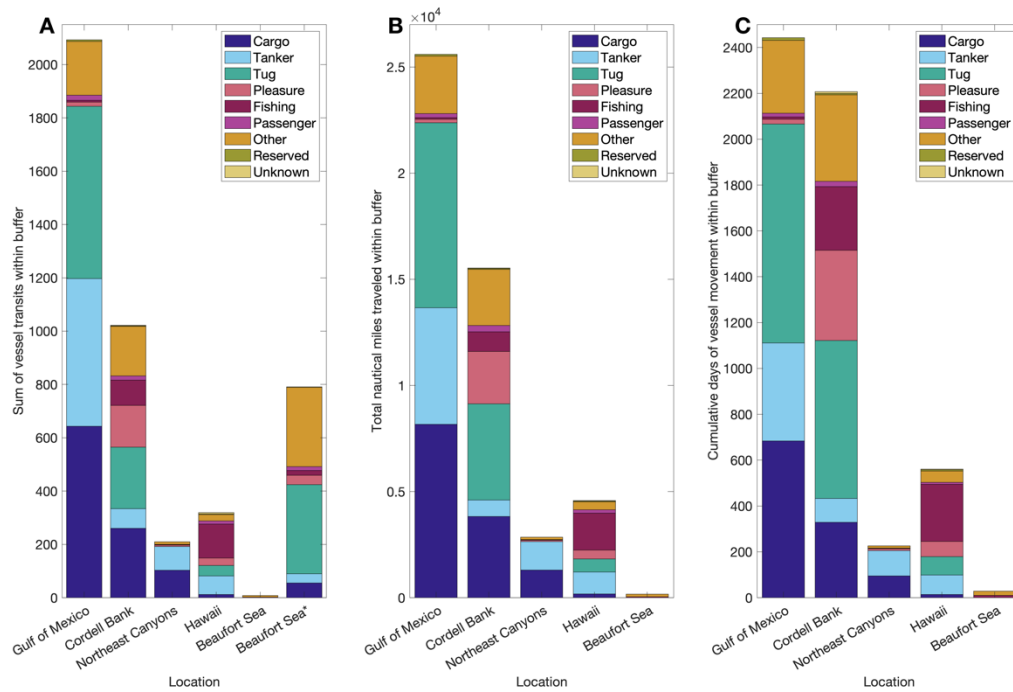 A
Sum of vessel transits within buffer
2000
1800
1600
1400
1200
1000
800
600
400
200
0
Cargo
Tanker
Tug
Pleasure
Fishing
Passenger
Other
Reserved
Unknown
Gulf of Mexico
Cordell Bank
Northeast Canyons
Hawaii
Beaufort Sea
Beaufort Sea*
Location
B
×10⁴
Total nautical miles traveled within buffer
2.5
2
1.5
1
0.5
0
Cargo
Tanker
Tug
Pleasure
Fishing
Passenger
Other
Reserved
Unknown
Gulf of Mexico
Cordell Bank
Northeast Canyons
Hawaii
Beaufort Sea
Location
C
Cumulative days of vessel movement within buffer
2400
2200
2000
1800
1600
1400
1200
1000
800
600
400
200
0
Cargo
Tanker
Tug
Pleasure
Fishing
Passenger
Other
Reserved
Unknown
Gulf of Mexico
Cordell Bank
Northeast Canyons
Hawaii
Beaufort Sea
Location